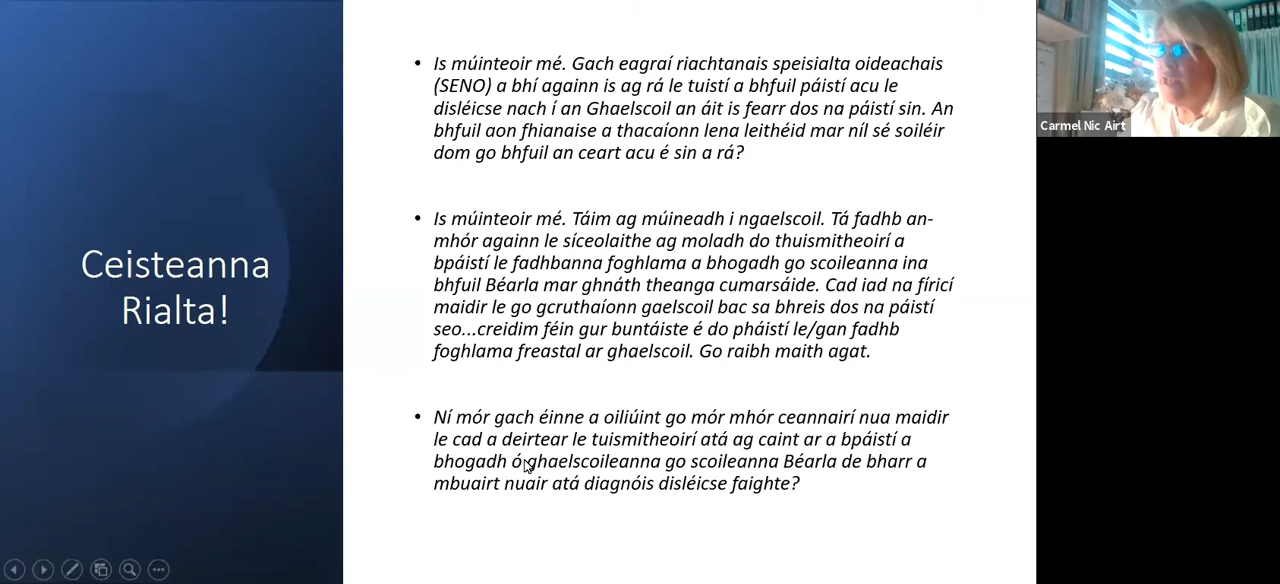 Ceisteanna
Rialta!
• Is múinteoir mé. Gach eagraí riachtanais speisialta oideachais
(SENO) a bhí againn is ag rá le tuistí a bhfuil páistí acu le
disléicse nach í an Ghaelscoil an áit is fearr dos na páistí sin. An
bhfuil aon fhianaise a thacaíonn lena leithéid mar níl sé soiléir
dom go bhfuil an ceart acu é sin a rá?
• Is múinteoir mé. Táim ag múineadh i ngaelscoil. Tá fadhb an-
mhór againn le síceolaithe ag moladh do thuismitheoirí a
bpáistí le fadhbanna foghlama a bhogadh go scoileanna ina
bhfuil Béarla mar ghnáth theanga cumarsáide. Cad iad na fíricí
maidir le go gcruthaíonn gaelscoil bac sa bhreis dos na páistí
seo...creidim féin gur buntáiste é do pháistí le/gan fadhb
foghlama freastal ar ghaelscoil. Go raibh maith agat.
• Ní mór gach éinne a oiliúint go mór mhór ceannairí nua maidir
le cad a deirtear le tuismitheoirí atá ag caint ar a bpáistí a
bhogadh ó ghaelscoileanna go scoileanna Béarla de bharr a
mbuairt nuair atá diagnóis disléicse faighte?
Carmel Nic Airt